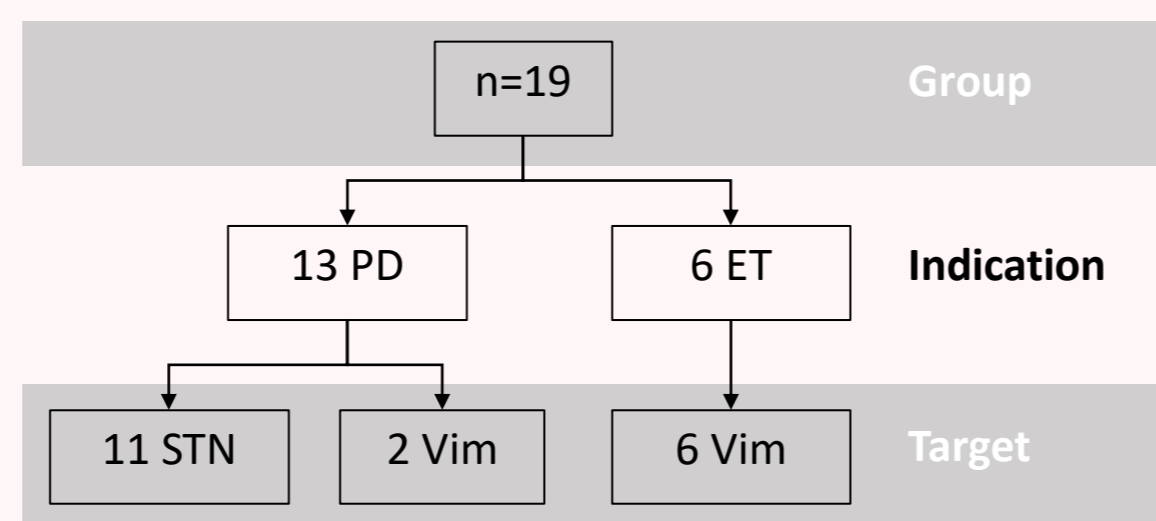 n=19
Group
13 PD
6 ET
Indication
11 STN
2 Vim
6 Vim
Target